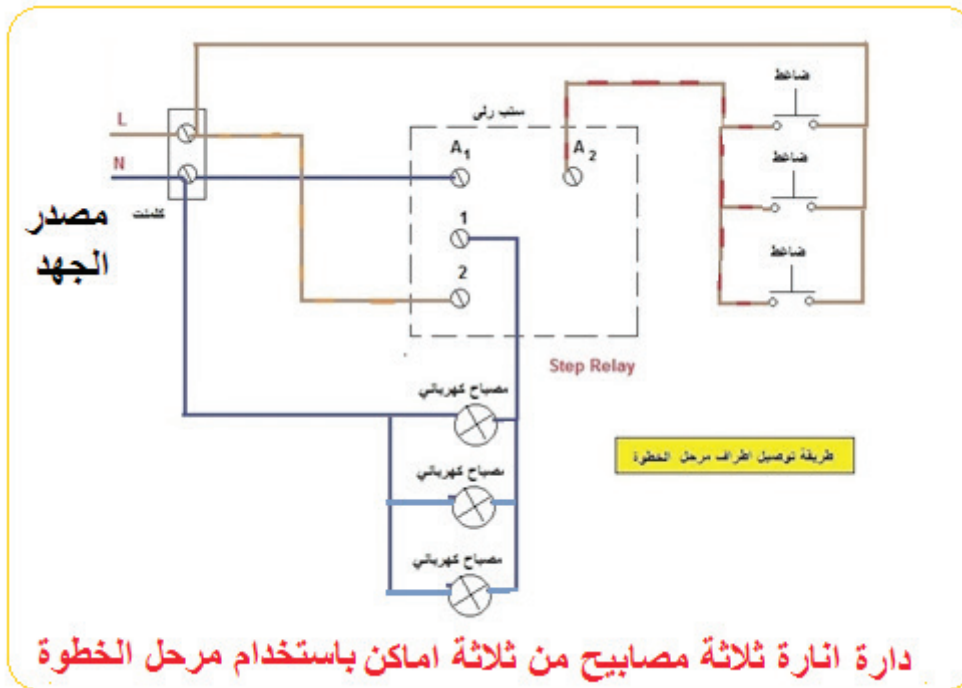 ضاغط
L
ستب رلي
A1
A2
N
ضاغط
كلمنت
مصدر
الجهد
1
ضاغط
2
Step Relay
مصباح كهربائي
طريقة توصيل اطراف مرحل الخطوة
مصباح كهربائي
مصباح كهربائي
دارة انارة ثلاثة مصابيح من ثلاثة اماكن باستخدام مرحل الخطوة